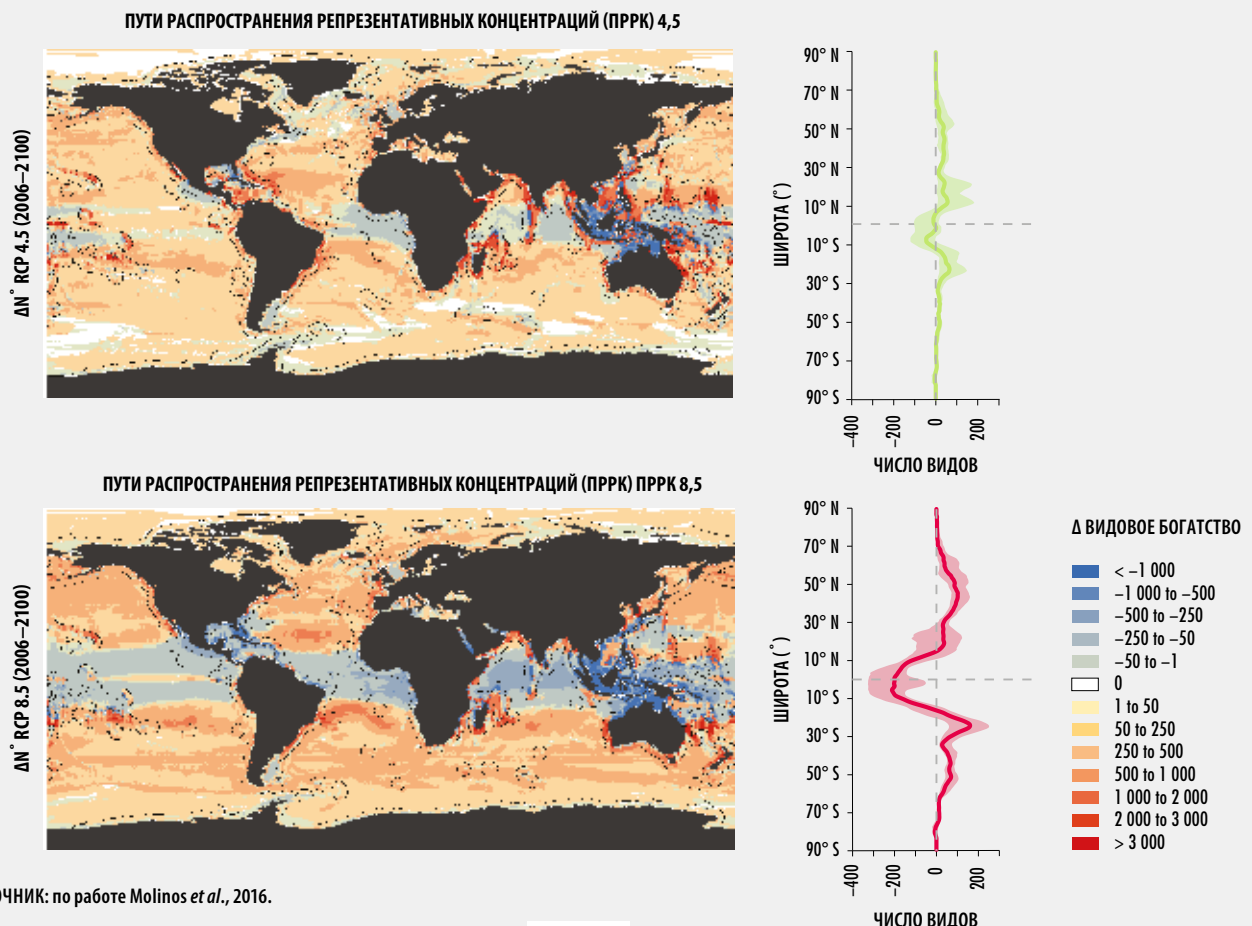 ПУТИ РАСПРОСТРАНЕНИЯ РЕПРЕЗЕНТАТИВНЫХ КОНЦЕНТРАЦИЙ (ПРРК) 4,5
ΔN° RCP 4.5 (2006–2100)
ШИРОТА (°)
90° N
70° N
50° N
30° N
10° N
10° S
30° S
50° S
70° S
90° S
–400
–200
0
200
ЧИСЛО ВИДОВ
ПУТИ РАСПРОСТРАНЕНИЯ РЕПРЕЗЕНТАТИВНЫХ КОНЦЕНТРАЦИЙ (ПРРК) ПРРК 8,5
ΔN° RCP 8.5 (2006–2100)
ШИРОТА (°)
90° N
70° N
50° N
30° N
10° N
10° S
30° S
50° S
70° S
90° S
–400
–200
0
200
ЧИСЛО ВИДОВ
Δ ВИДОВОЕ БОГАТСТВО
< –1 000
–1 000 to –500
–500 to –250
–250 to –50
–50 to –1
0
1 to 50
50 to 250
250 to 500
500 to 1 000
1 000 to 2 000
2 000 to 3 000
> 3 000
ОЧНИК: по работе Molinos et al., 2016.